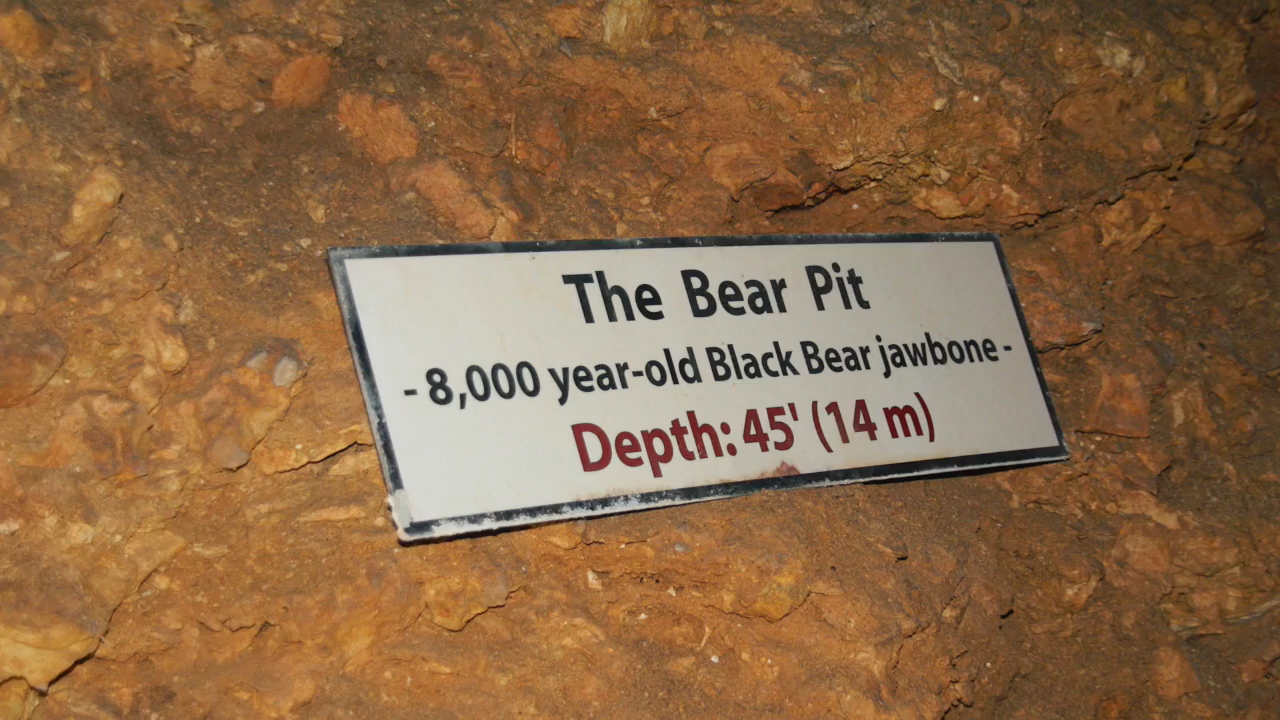 The Bear Pit
- 8,000 year-old Black Bear jawbone -
Depth: 45' (14 m)